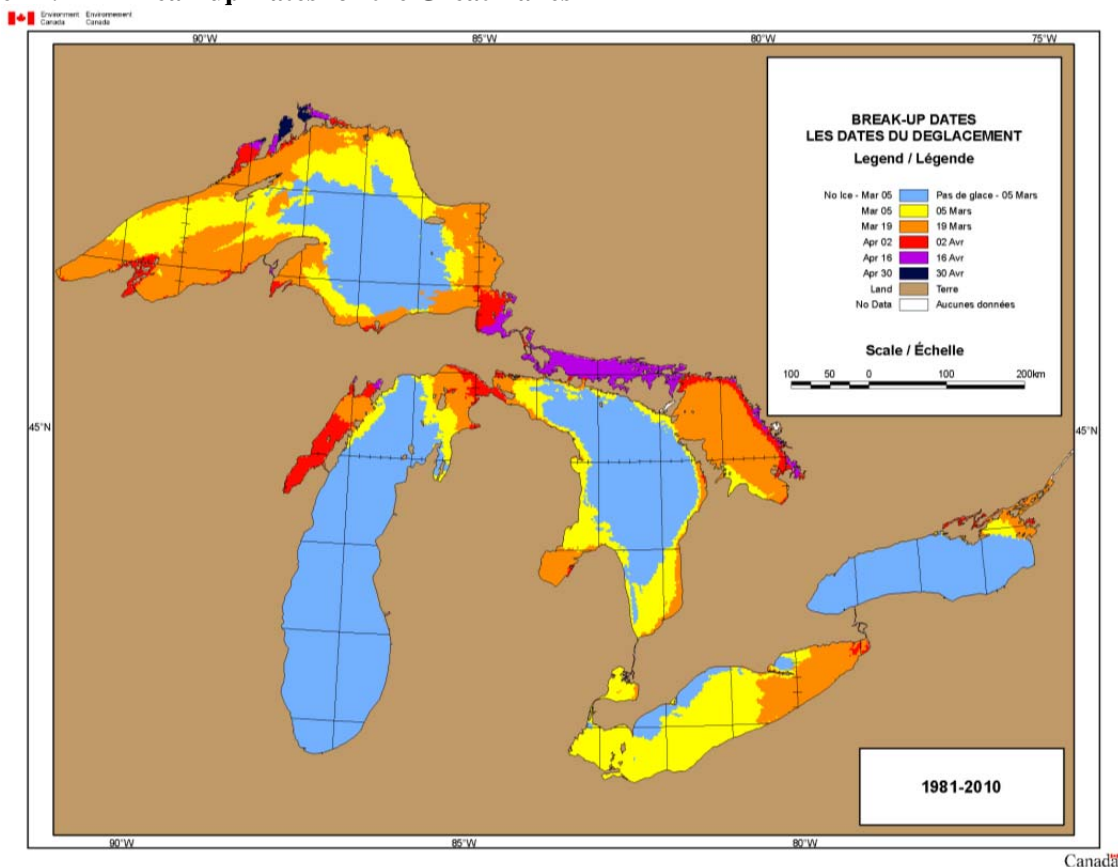 Environment Environnement
Canada Canada
90°W 85°W 80°W 75°W
BREAK-UP DATES
LES DATES DU DEGLACEMENT
Legend / Légende
No Ice - Mar 05 Pas de glace - 05 Mars
Mar 05 05 Mars
Mar 19 19 Mars
Apr 02 02 Avr
Apr 16 16 Avr
Apr 30 30 Avr
Land Terre
No Data Aucunes données
Scale / Échelle
100 50 0 100 200km
45°N 45°N
1981-2010
90°W 85°W 80°W
Canada